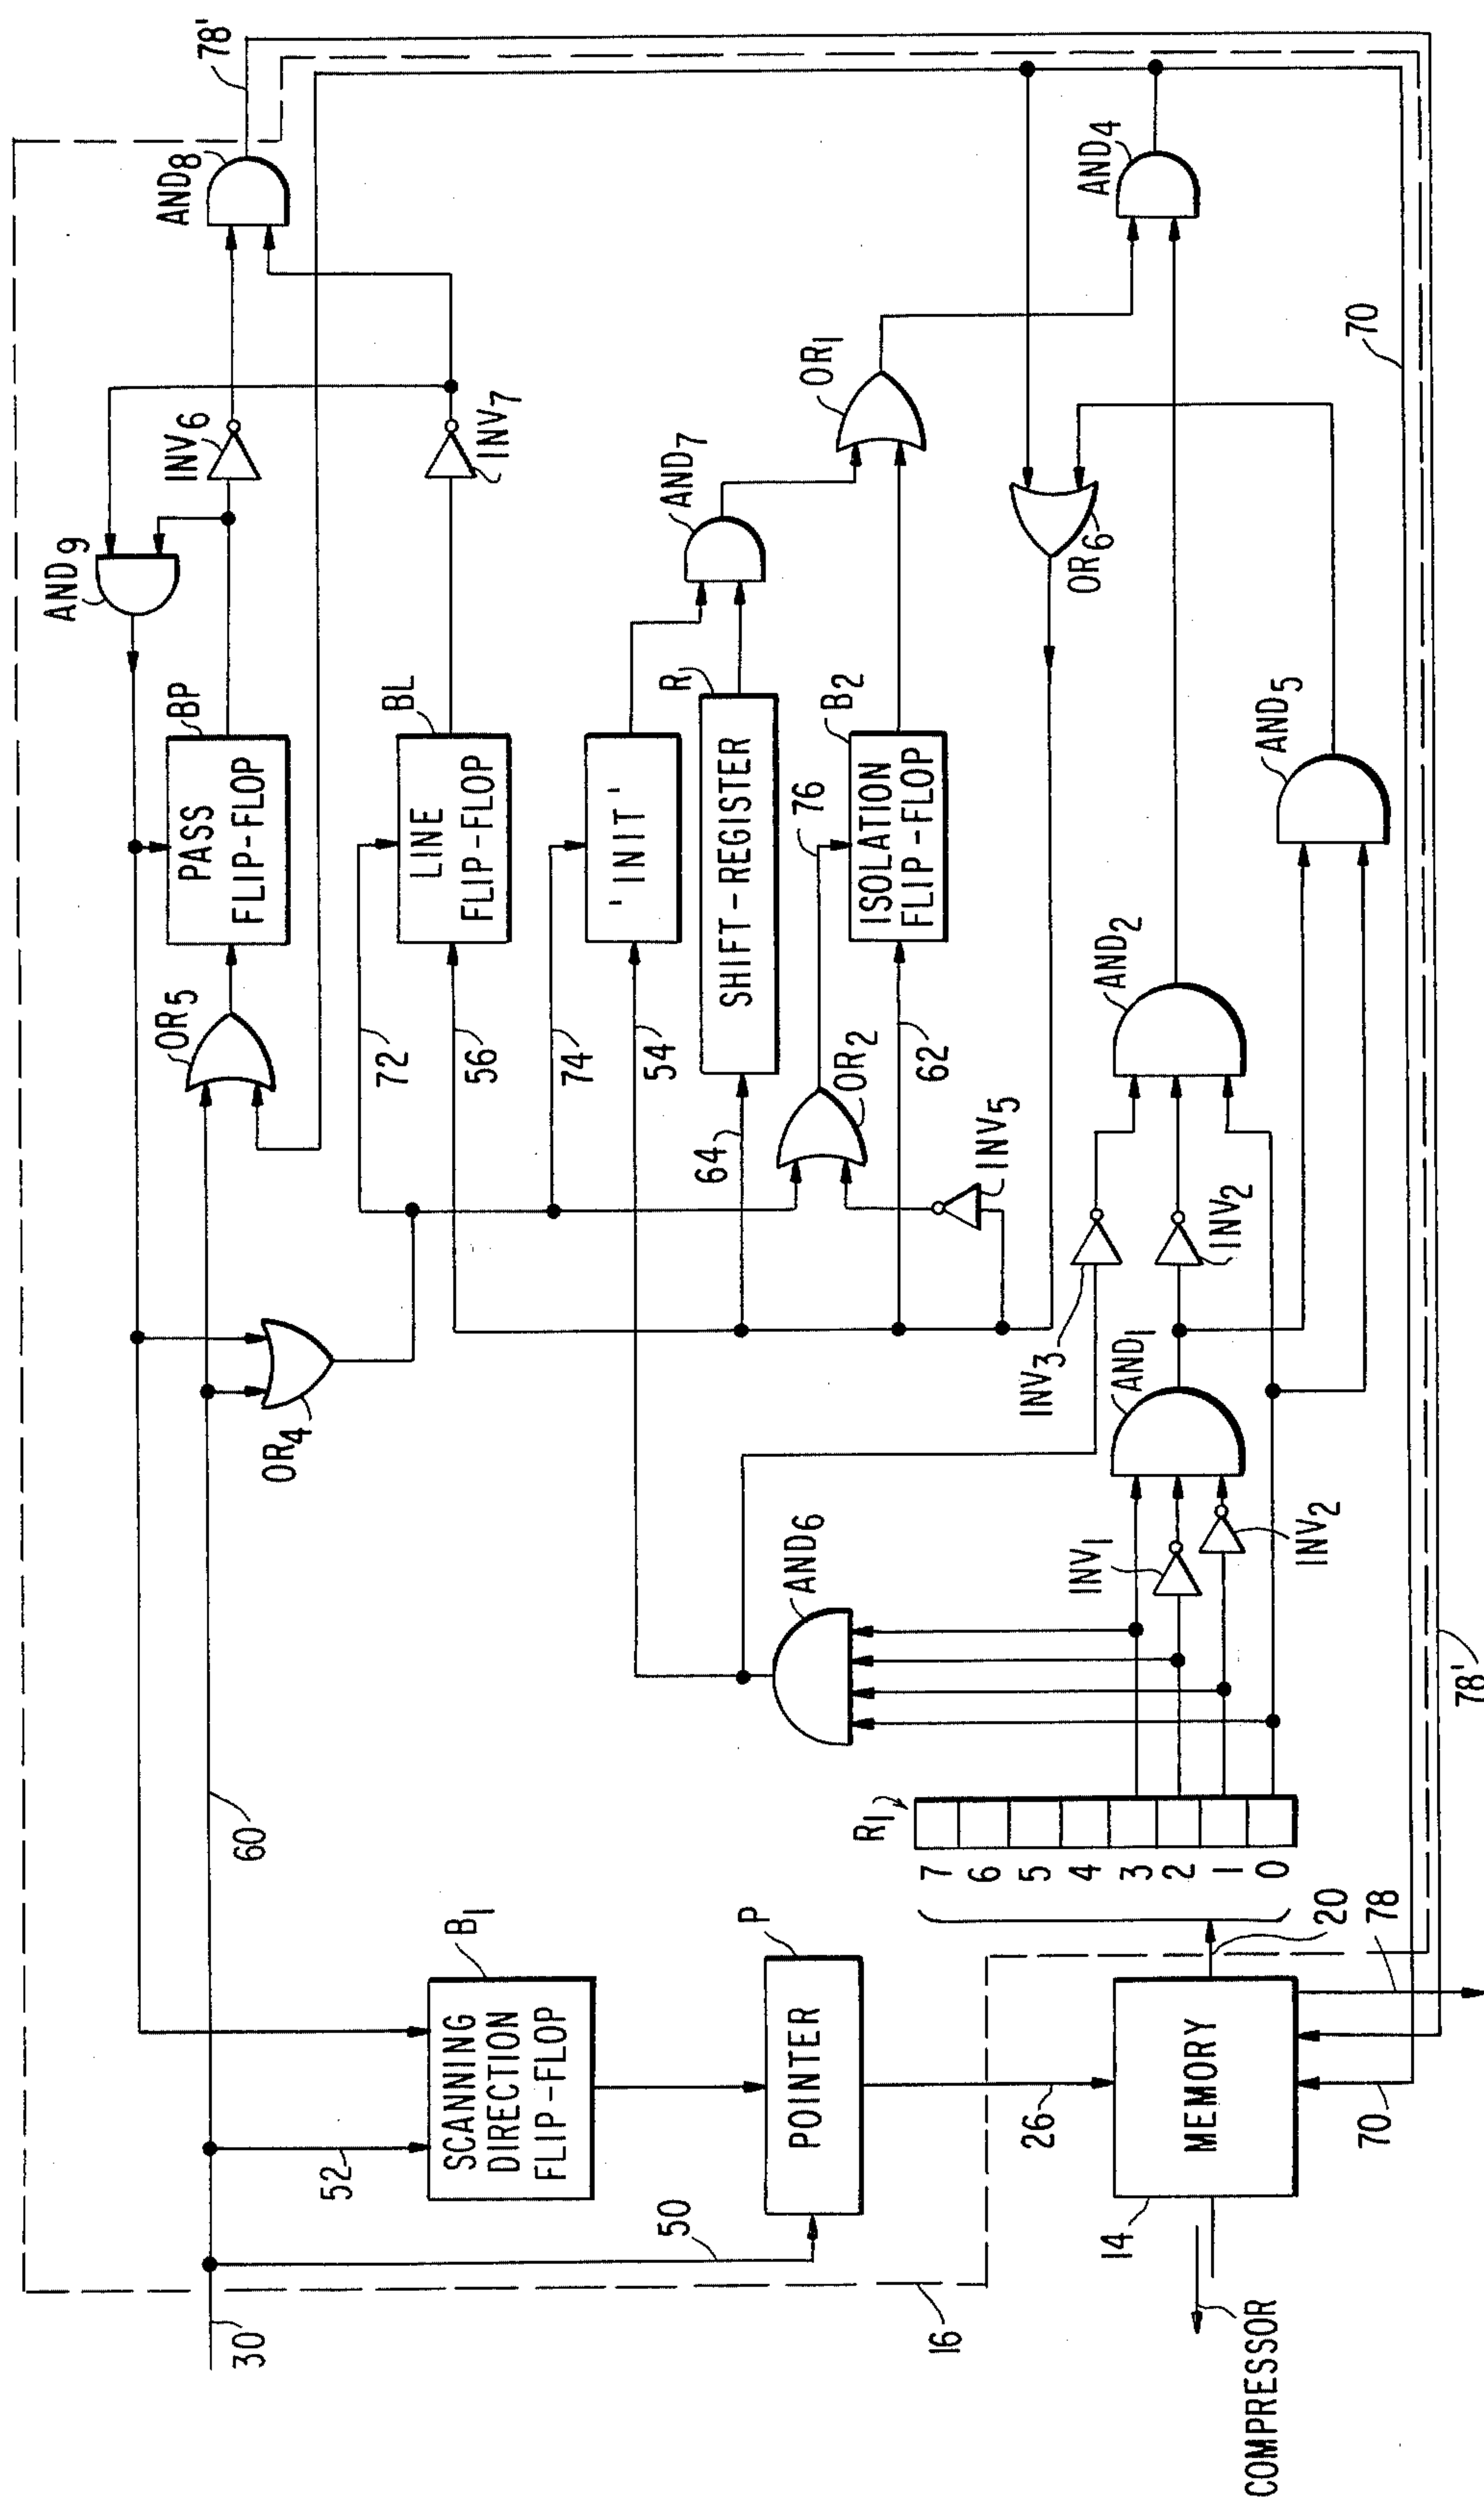 78'
AND8
AND9
INV6
BP
PASS
FLIP-FLOP
OR5
OR4
60
30
52
50
16
B1
SCANNING
DIRECTION
FLIP-FLOP
P
POINTER
26
INV7
BL
LINE
FLIP-FLOP
72
56
74
54
'INIT'
R
SHIFT-REGISTER
64
AND7
OR1
76
B2
ISOLATION
FLIP-FLOP
62
OR2
INV5
OR6
AND4
70
AND5
AND2
INV3
INV2
AND1
AND6
INV1
INV2
R1
7
6
5
4
3
2
1
0
20
78
78'
14
MEMORY
70
COMPRESSOR